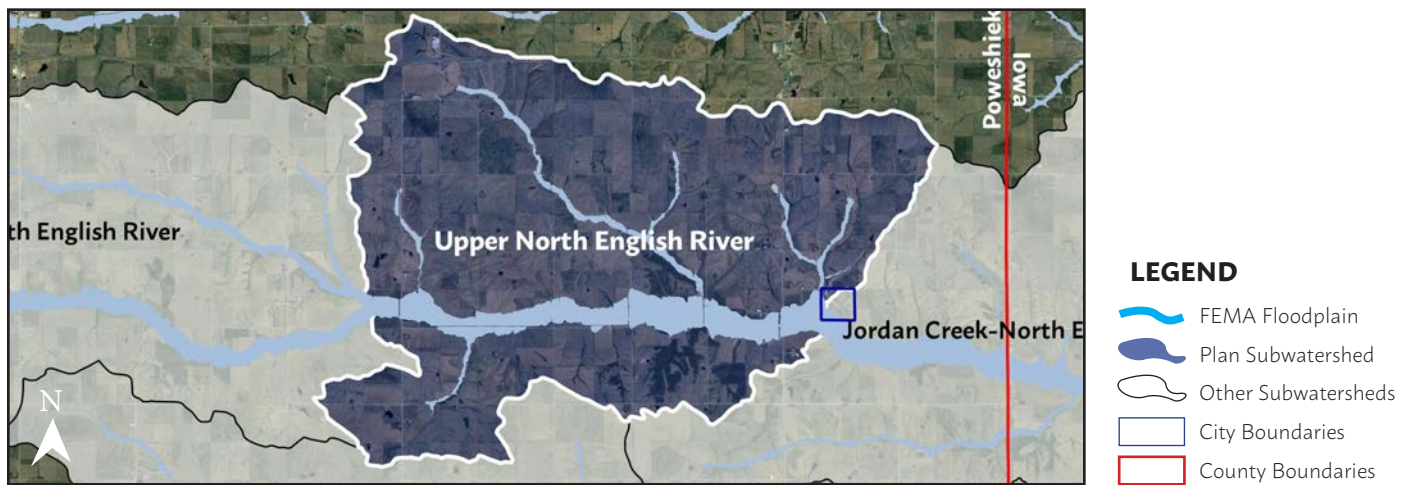 Poweshiek
Iowa
th English River
Upper North English River
Jordan Creek-North E
N
LEGEND
FEMA Floodplain
Plan Subwatershed
Other Subwatersheds
City Boundaries
County Boundaries